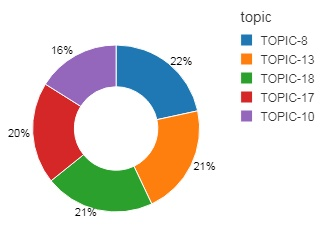 topic
TOPIC-8
TOPIC-13
TOPIC-18
TOPIC-17
TOPIC-10
22%
21%
21%
20%
16%